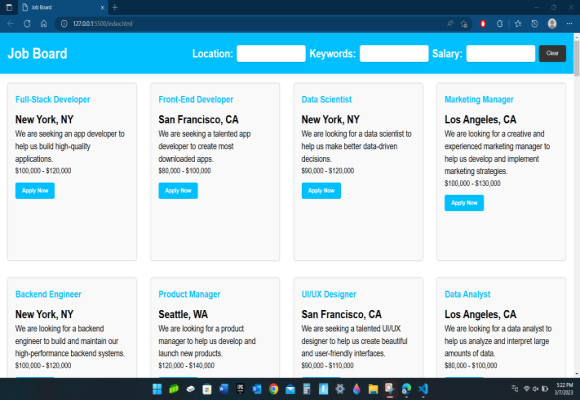 Job Board
127.0.0.1:5500/index.html
Job Board
Location: Keywords: Salary: Clear
Full-Stack Developer
New York, NY
We are seeking an app developer to
help us build high-quality
applications.
$100,000 - $120,000
Apply Now
Front-End Developer
San Francisco, CA
We are seeking a talented app
developer to create most
downloaded apps.
$80,000 - $100,000
Apply Now
Data Scientist
New York, NY
We are looking for a data scientist to
help us make better data-driven
decisions.
$90,000 - $120,000
Apply Now
Marketing Manager
Los Angeles, CA
We are looking for a creative and
experienced marketing manager to
help us develop and implement
marketing strategies.
$100,000 - $130,000
Apply Now
Backend Engineer
New York, NY
We are looking for a backend
engineer to build and maintain our
high-performance backend systems.
$100,000 - $120,000
Product Manager
Seattle, WA
We are looking for a product
manager to help us develop and
launch new products.
$120,000 - $140,000
UI/UX Designer
San Francisco, CA
We are seeking a talented UI/UX
designer to help us create beautiful
and user-friendly interfaces.
$90,000 - $110,000
Data Analyst
Los Angeles, CA
We are looking for a data analyst to
help us analyze and interpret large
amounts of data.
$80,000 - $100,000
5:22 PM
3/7/2023